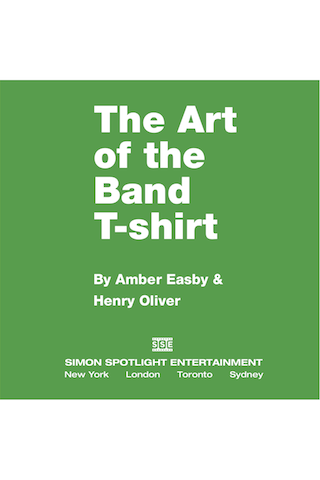 The Art
of the
Band
T-shirt
By Amber Easby &
Henry Oliver
SSE
SIMON SPOTLIGHT ENTERTAINMENT
New York London Toronto Sydney